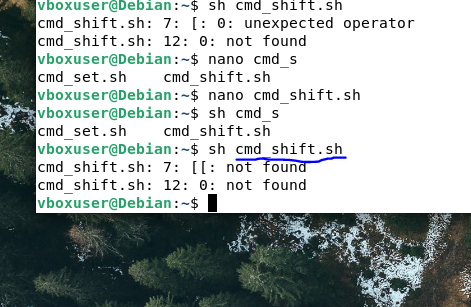 vboxuser@Debian:~$ sh cmd_shift.sh
cmd_shift.sh: 7: [: 0: unexpected operator
cmd_shift.sh: 12: 0: not found
vboxuser@Debian:~$ nano cmd_s
cmd_set.sh    cmd_shift.sh
vboxuser@Debian:~$ nano cmd_shift.sh
vboxuser@Debian:~$ sh cmd_s
cmd_set.sh    cmd_shift.sh
vboxuser@Debian:~$ sh cmd_shift.sh
cmd_shift.sh: 7: [[: not found
cmd_shift.sh: 12: 0: not found
vboxuser@Debian:~$